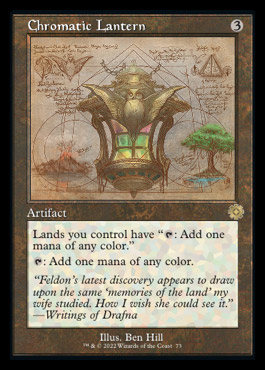 Chromatic Lantern 3
Artifact
Lands you control have “: Add one
mana of any color.”
: Add one mana of any color.
“Feldon's latest discovery appears to draw
upon the same ‘memories of the land’ my
wife studied. How I wish she could see it.”
—Writings of Drafna
Illus. Ben Hill
™ & © 2022 Wizards of the Coast 73